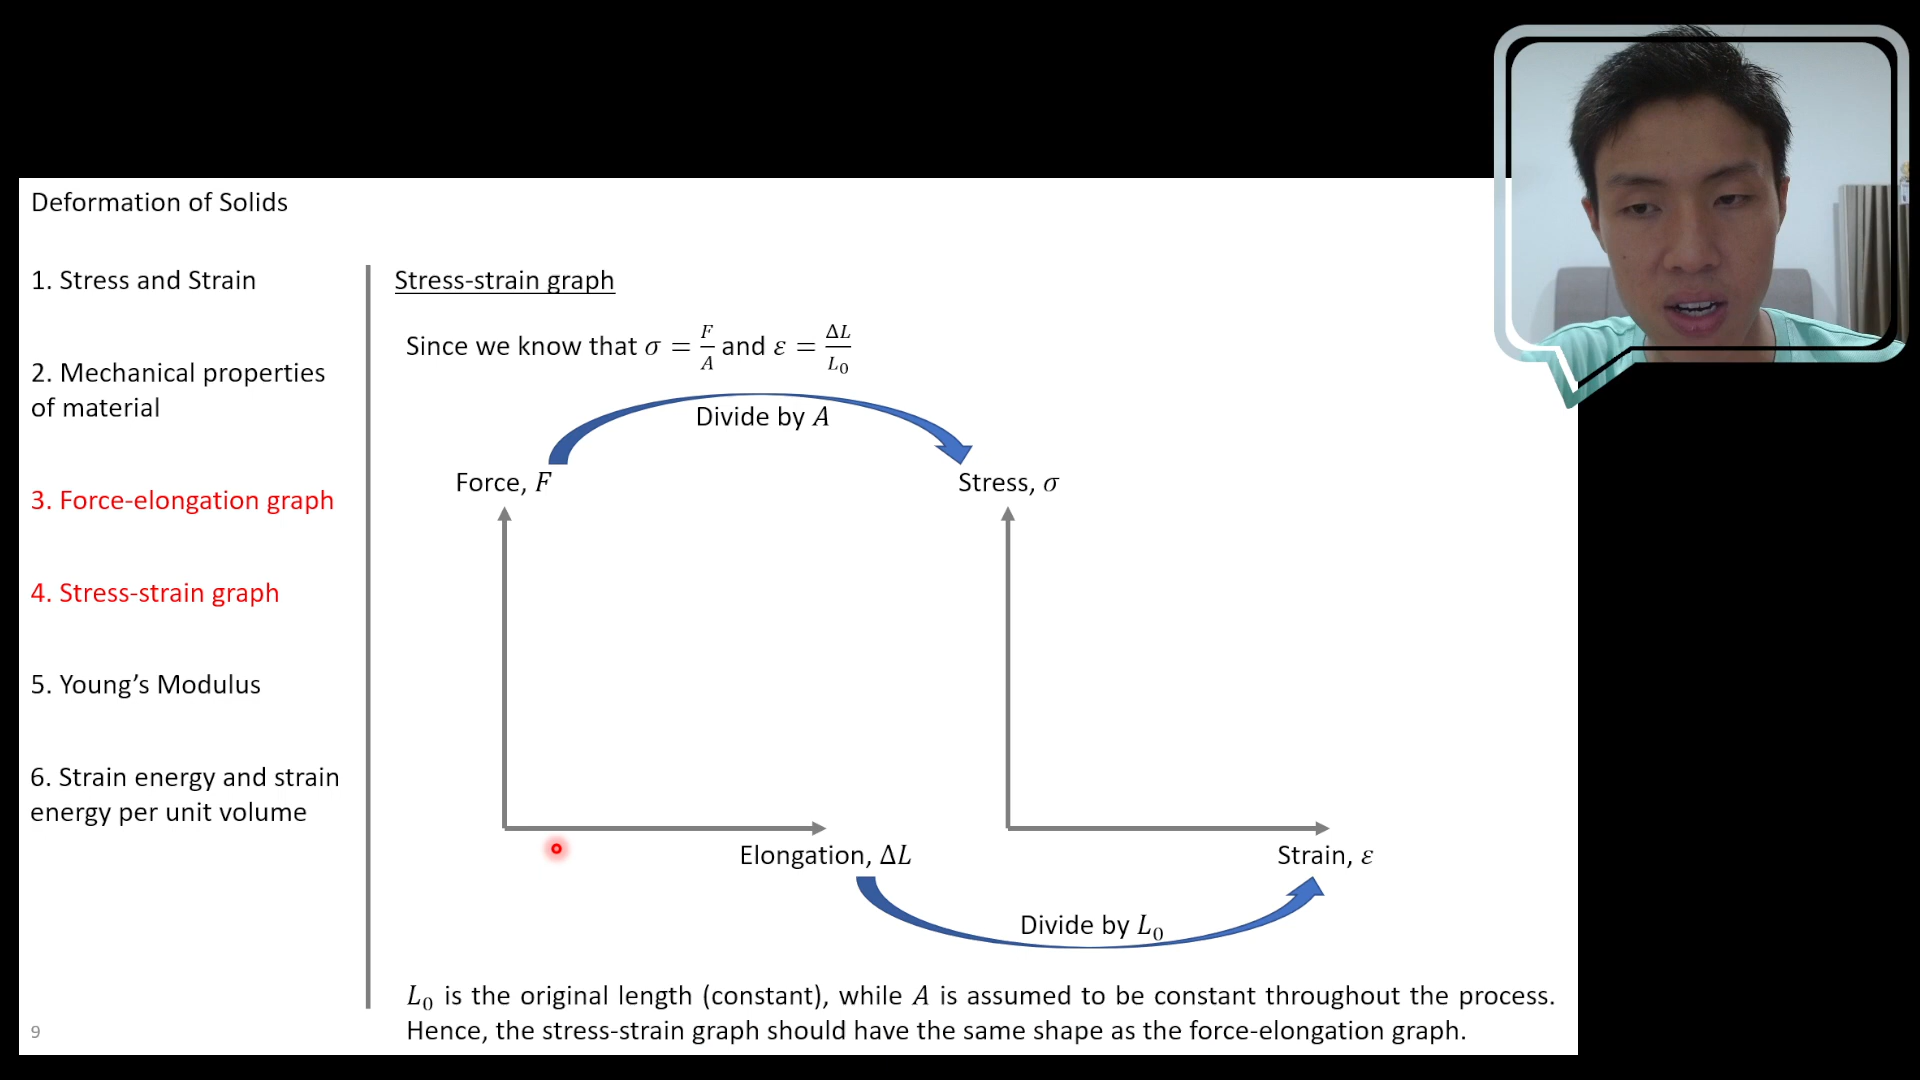 Deformation of Solids
1. Stress and Strain
2. Mechanical properties
of material
3. Force-elongation graph
4. Stress-strain graph
5. Young’s Modulus
6. Strain energy and strain
energy per unit volume
9
Stress-strain graph
Since we know that σ = F/A and ε = ΔL/L₀
Divide by A
Force, F
Stress, σ
Elongation, ΔL
Strain, ε
Divide by L₀
L₀ is the original length (constant), while A is assumed to be constant throughout the process.
Hence, the stress-strain graph should have the same shape as the force-elongation graph.